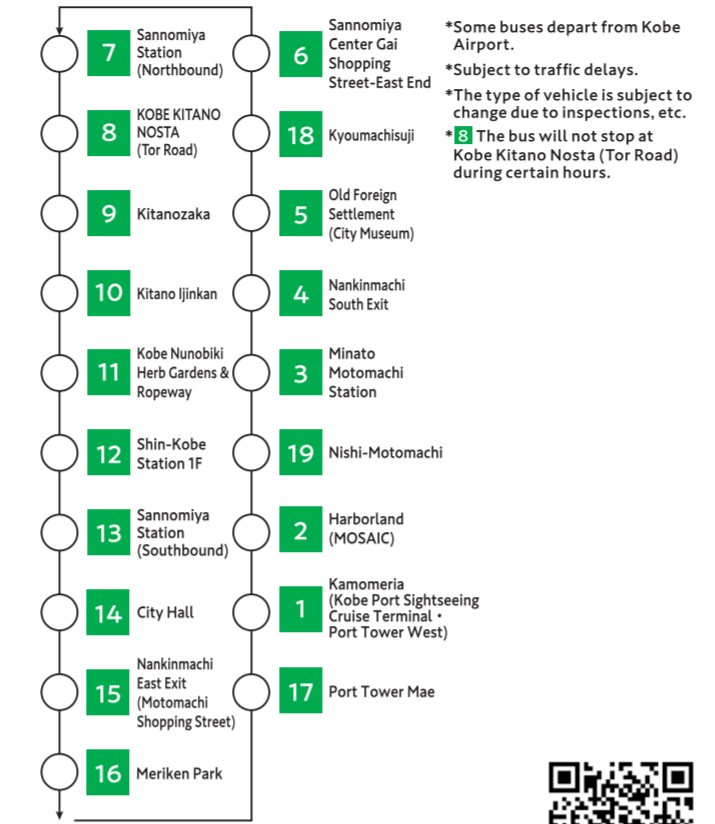 7
Sannomiya
Station
(Northbound)
8
KOBE KITANO
NOSTA
(Tor Road)
9
Kitanozaka
10
Kitano Ijinkan
11
Kobe Nunobiki
Herb Gardens &
Ropeway
12
Shin-Kobe
Station 1F
13
Sannomiya
Station
(Southbound)
14
City Hall
15
Nankinmachi
East Exit
(Motomachi
Shopping Street)
16
Meriken Park
6
Sannomiya
Center Gai
Shopping
Street-East End
18
Kyoumachisuji
5
Old Foreign
Settlement
(City Museum)
4
Nankinmachi
South Exit
3
Minato
Motomachi
Station
19
Nishi-Motomachi
2
Harborland
(MOSAIC)
1
Kamomeria
(Kobe Port Sightseeing
Cruise Terminal・
Port Tower West)
17
Port Tower Mae
*Some buses depart from Kobe
Airport.
*Subject to traffic delays.
*The type of vehicle is subject to
change due to inspections, etc.
*8 The bus will not stop at
Kobe Kitano Nosta (Tor Road)
during certain hours.